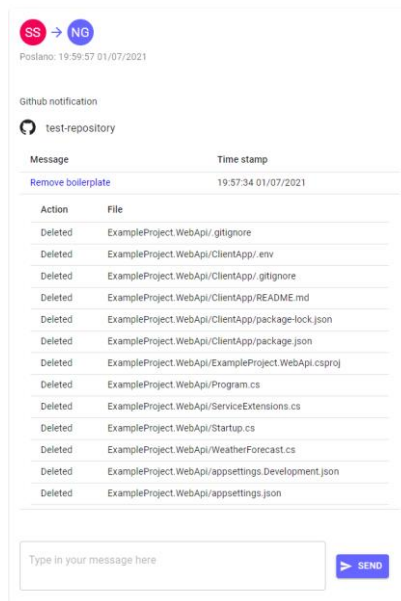 SS → NG
Poslano: 19:59:57 01/07/2021
Github notification
test-repository
Message Time stamp
Remove boilerplate 19:57:34 01/07/2021
Action File
Deleted ExampleProject.WebApi/.gitignore
Deleted ExampleProject.WebApi/ClientApp/.env
Deleted ExampleProject.WebApi/ClientApp/.gitignore
Deleted ExampleProject.WebApi/ClientApp/README.md
Deleted ExampleProject.WebApi/ClientApp/package-lock.json
Deleted ExampleProject.WebApi/ClientApp/package.json
Deleted ExampleProject.WebApi/ExampleProject.WebApi.csproj
Deleted ExampleProject.WebApi/Program.cs
Deleted ExampleProject.WebApi/ServiceExtensions.cs
Deleted ExampleProject.WebApi/Startup.cs
Deleted ExampleProject.WebApi/WeatherForecast.cs
Deleted ExampleProject.WebApi/appsettings.Development.json
Deleted ExampleProject.WebApi/appsettings.json
Type in your message here
SEND